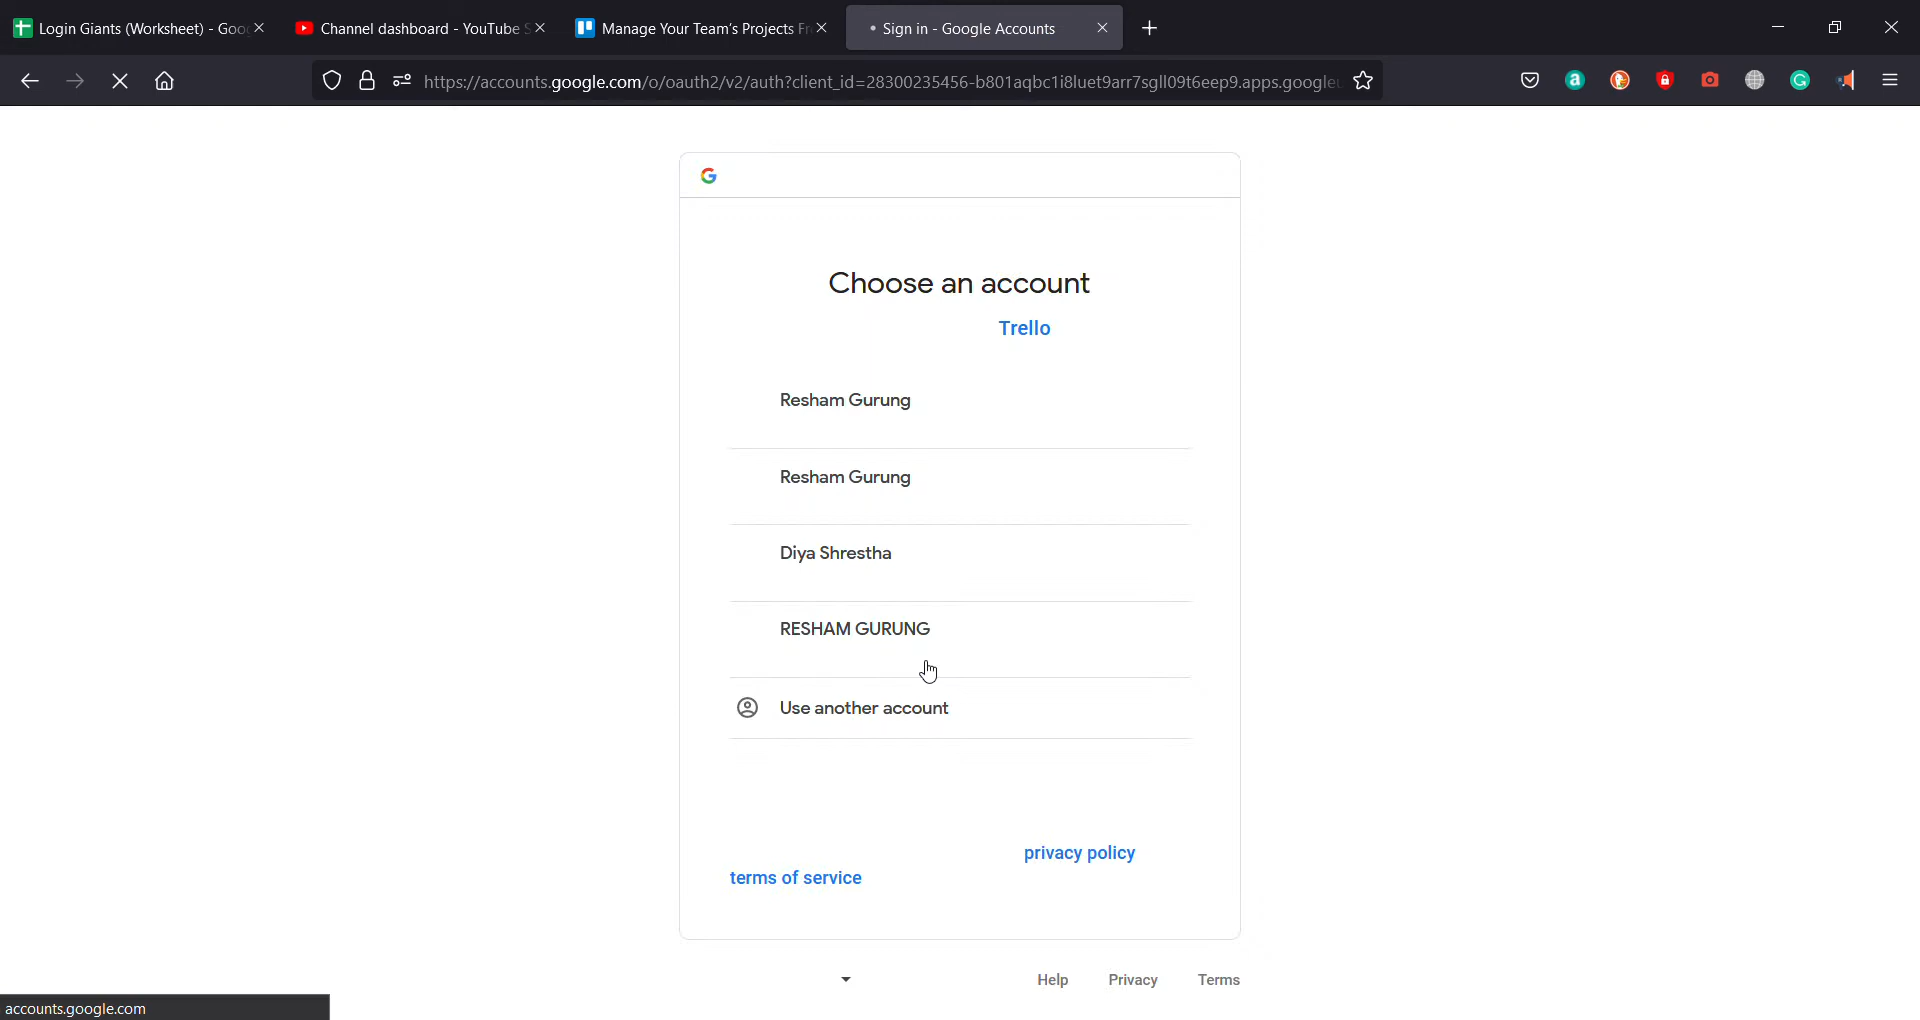 Login Giants (Worksheet) - Goo
Channel dashboard - YouTube S
Manage Your Team's Projects Fr
Sign in - Google Accounts
https://accounts.google.com/o/oauth2/v2/auth?client_id=28300235456-b801aqbc1i8luet9arr7sgll09t6eep9.apps.google
Choose an account
Trello
Resham Gurung
Resham Gurung
Diya Shrestha
RESHAM GURUNG
Use another account
privacy policy
terms of service
Help Privacy Terms
accounts.google.com